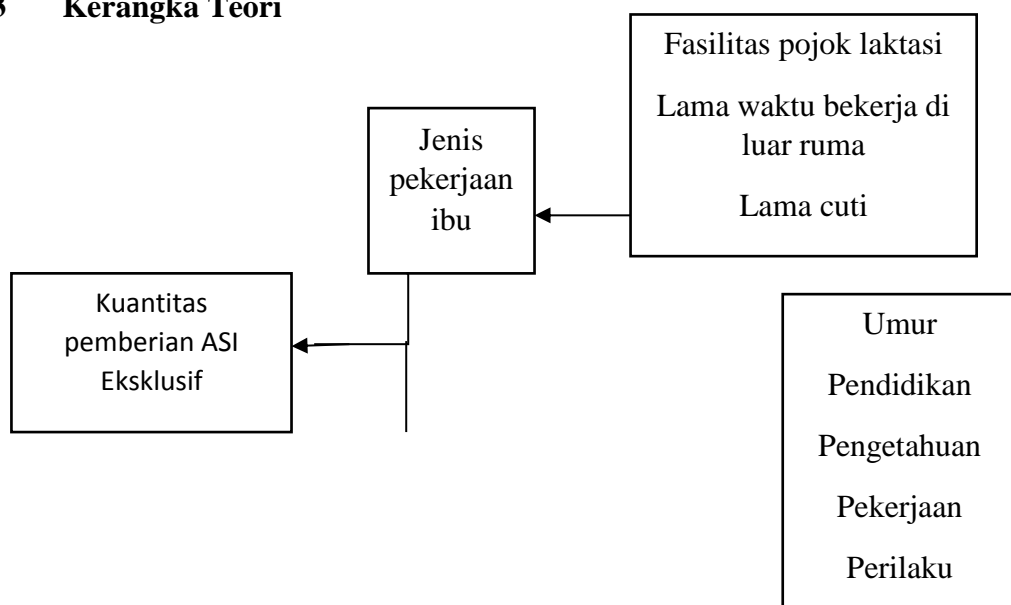 3 Kerangka Teori
Fasilitas pojok laktasi
Lama waktu bekerja di
luar ruma
Lama cuti
Jenis
pekerjaan
ibu
Kuantitas
pemberian ASI
Eksklusif
Umur
Pendidikan
Pengetahuan
Pekerjaan
Perilaku